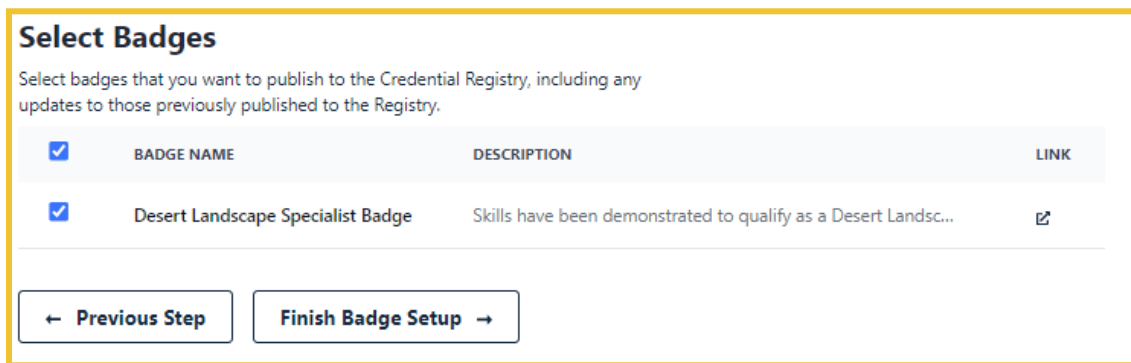 Select Badges
Select badges that you want to publish to the Credential Registry, including any
updates to those previously published to the Registry.
BADGE NAME DESCRIPTION LINK
Desert Landscape Specialist Badge Skills have been demonstrated to qualify as a Desert Landsc...
← Previous Step Finish Badge Setup →